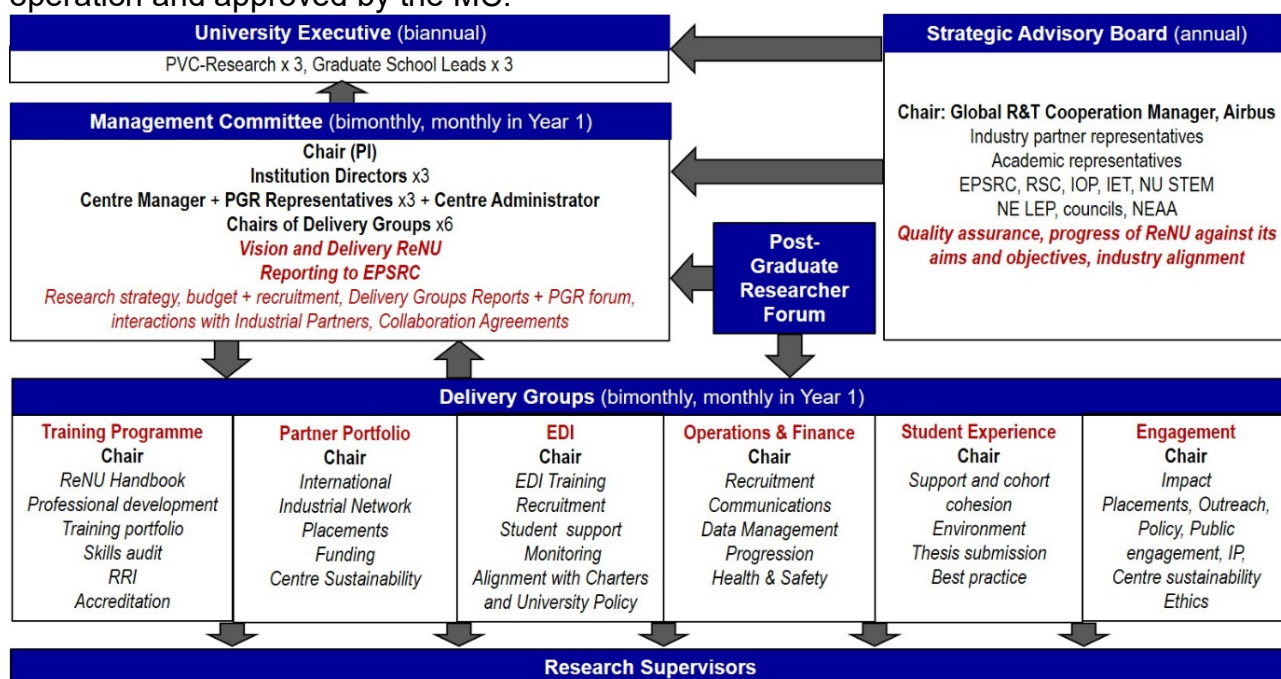 operation and approved by the MC.
University Executive (biannual)
PVC-Research x 3, Graduate School Leads x 3
Strategic Advisory Board (annual)
Chair: Global R&T Cooperation Manager, Airbus
Industry partner representatives
Academic representatives
EPSRC, RSC, IOP, IET, NU STEM
NE LEP, councils, NEAA
Quality assurance, progress of ReNU against its
aims and objectives, industry alignment
Management Committee (bimonthly, monthly in Year 1)
Chair (PI)
Institution Directors x3
Centre Manager + PGR Representatives x3 + Centre Administrator
Chairs of Delivery Groups x6
Vision and Delivery ReNU
Reporting to EPSRC
Research strategy, budget + recruitment, Delivery Groups Reports + PGR forum,
interactions with Industrial Partners, Collaboration Agreements
Post-
Graduate
Researcher
Forum
Delivery Groups (bimonthly, monthly in Year 1)
Training Programme
Chair
ReNU Handbook
Professional development
Training portfolio
Skills audit
RRI
Accreditation
Partner Portfolio
Chair
International
Industrial Network
Placements
Funding
Centre Sustainability
EDI
Chair
EDI Training
Recruitment
Student support
Monitoring
Alignment with Charters
and University Policy
Operations & Finance
Chair
Recruitment
Communications
Data Management
Progression
Health & Safety
Student Experience
Chair
Support and cohort
cohesion
Environment
Thesis submission
Best practice
Engagement
Chair
Impact
Placements, Outreach,
Policy, Public
engagement, IP,
Centre sustainability
Ethics
Research Supervisors